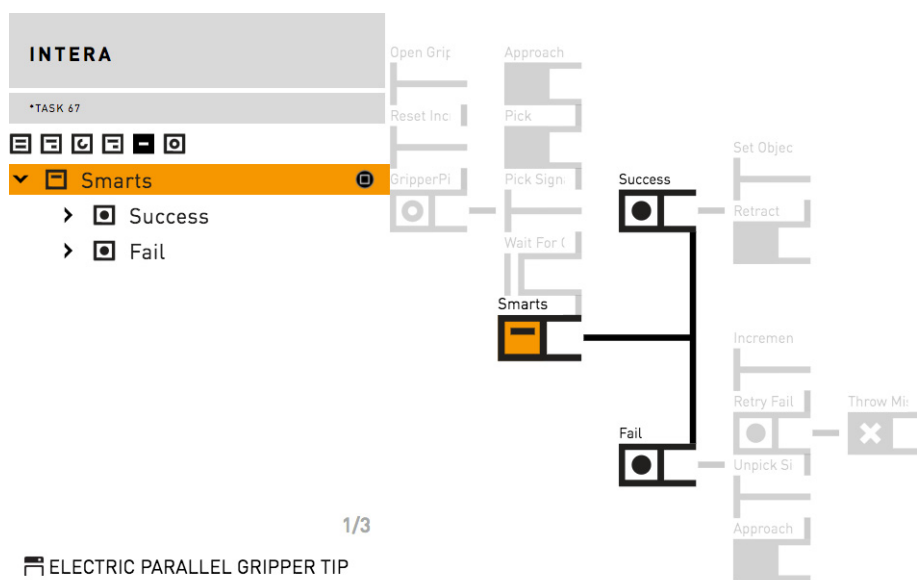 INTERA
*TASK 67
Smarts
Success
Fail
1/3
ELECTRIC PARALLEL GRIPPER TIP
Open Grip
Approach
Reset Inc
Pick
GripperPi
Pick Sign
Wait For
Smarts
Success
Set Objec
Retract
Fail
Incremen
Retry Fail
Throw Mi
Unpick Si
Approach